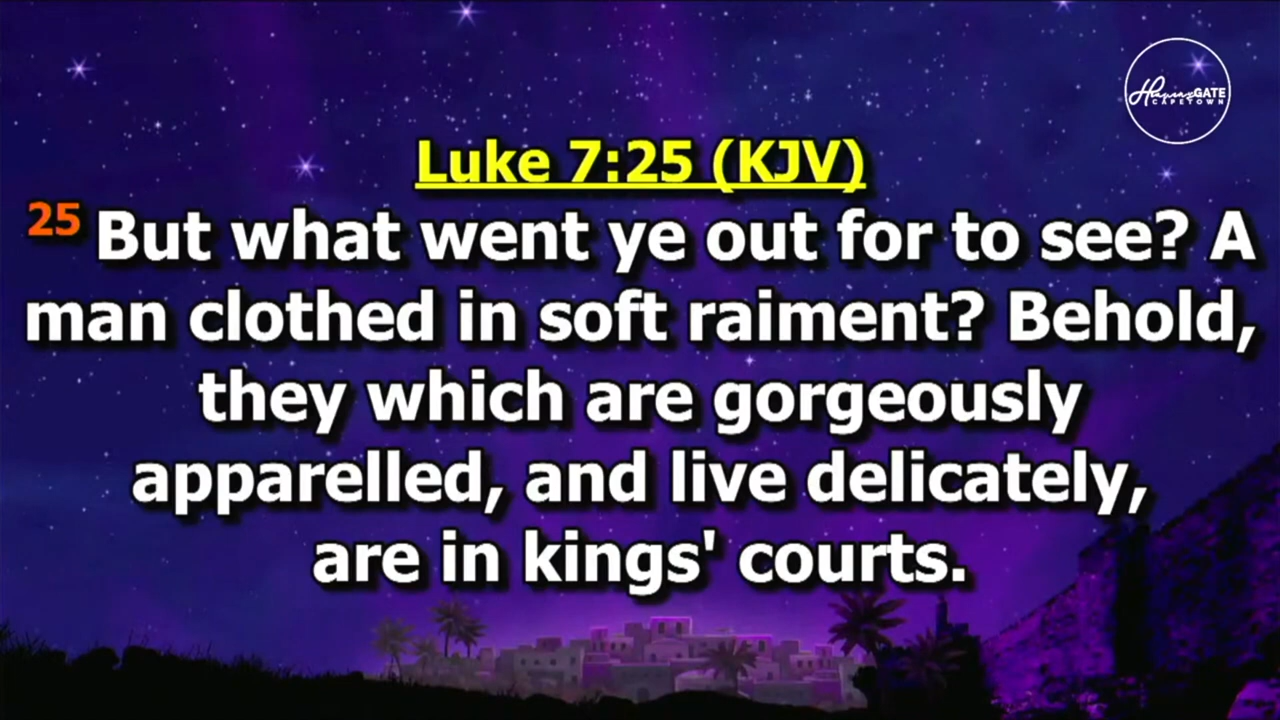 HeavensGATE
CAPETOWN
Luke 7:25 (KJV)
25 But what went ye out for to see? A
man clothed in soft raiment? Behold,
they which are gorgeously
apparelled, and live delicately,
are in kings' courts.